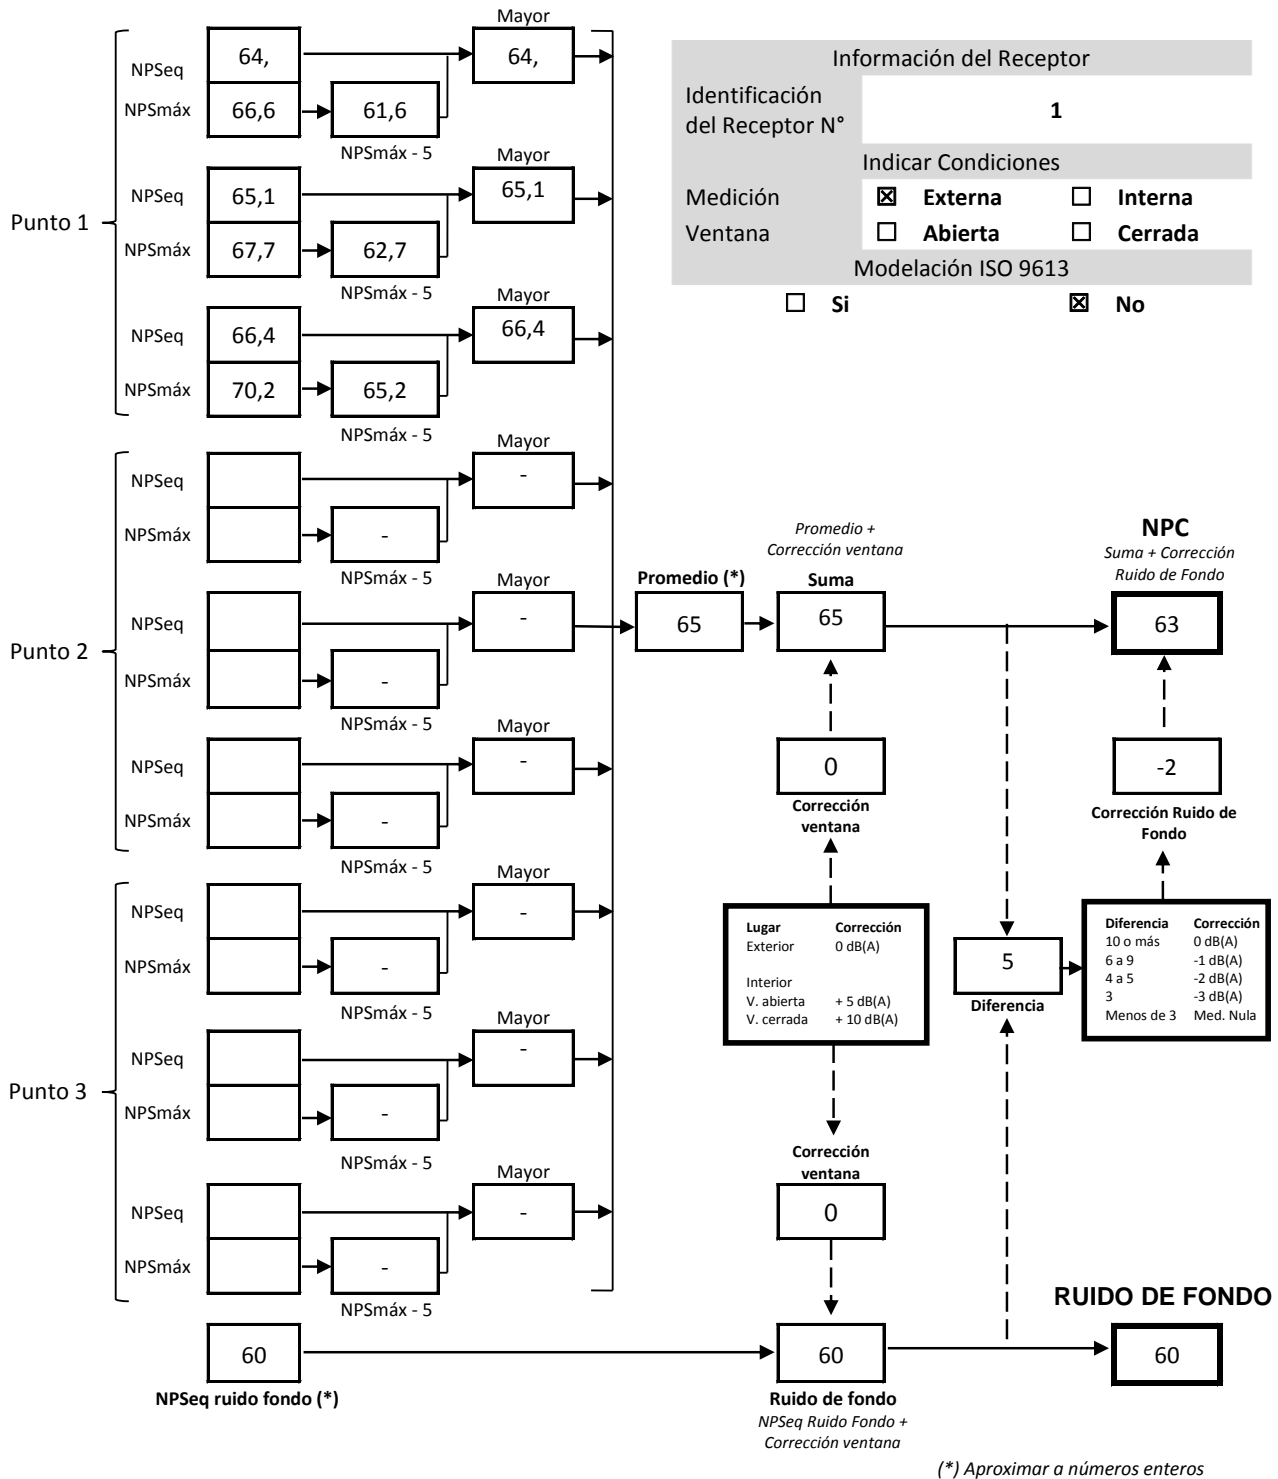 Mayor
NPSeq 64, 64,
NPSmáx 66,6 61,6
NPSmáx - 5
Mayor
Punto 1
NPSeq 65,1 65,1
NPSmáx 67,7 62,7
NPSmáx - 5
Mayor
NPSeq 66,4 66,4
NPSmáx 70,2 65,2
NPSmáx - 5
Información del Receptor
Identificación
del Receptor N° 1
Indicar Condiciones
Medición ☒ Externa ☐ Interna
Ventana ☐ Abierta ☐ Cerrada
Modelación ISO 9613
☐ Si ☒ No
Mayor
Punto 2
NPSeq -
NPSmáx -
NPSmáx - 5
Mayor
NPSeq -
NPSmáx -
NPSmáx - 5
Mayor
NPSeq -
NPSmáx -
NPSmáx - 5
Mayor
Punto 3
NPSeq -
NPSmáx -
NPSmáx - 5
Mayor
NPSeq -
NPSmáx -
NPSmáx - 5
Mayor
NPSeq -
NPSmáx -
NPSmáx - 5
Promedio (*)
65
Promedio +
Corrección ventana
Suma
65
0
Corrección
ventana
NPC
Suma + Corrección
Ruido de Fondo
63
-2
Corrección Ruido de
Fondo
Lugar Corrección
Exterior 0 dB(A)
Interior
V. abierta + 5 dB(A)
V. cerrada + 10 dB(A)
5
Diferencia
Diferencia Corrección
10 o más 0 dB(A)
6 a 9 -1 dB(A)
4 a 5 -2 dB(A)
3 -3 dB(A)
Menos de 3 Med. Nula
Corrección
ventana
0
60
NPSeq ruido fondo (*)
60
Ruido de fondo
NPSeq Ruido Fondo +
Corrección ventana
RUIDO DE FONDO
60
(*) Aproximar a números enteros